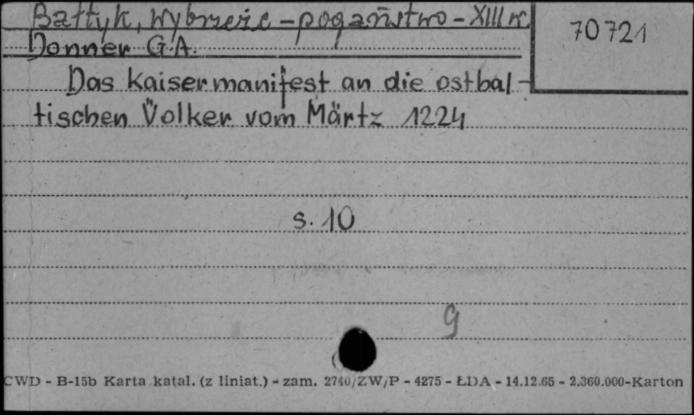 Bałtyk, wybrzeże - pogaństwo - XIII w.
70721
Donner G.A.
Das Kaisermanifest an die ostbal-
tischen Völker vom Märtz 1224
s. 10
9
CWD - B-15b Karta katal. (z liniat.) - zam. 2740/ZW/P - 4275 - ŁDA - 14.12.65 - 2.360.000-Karton